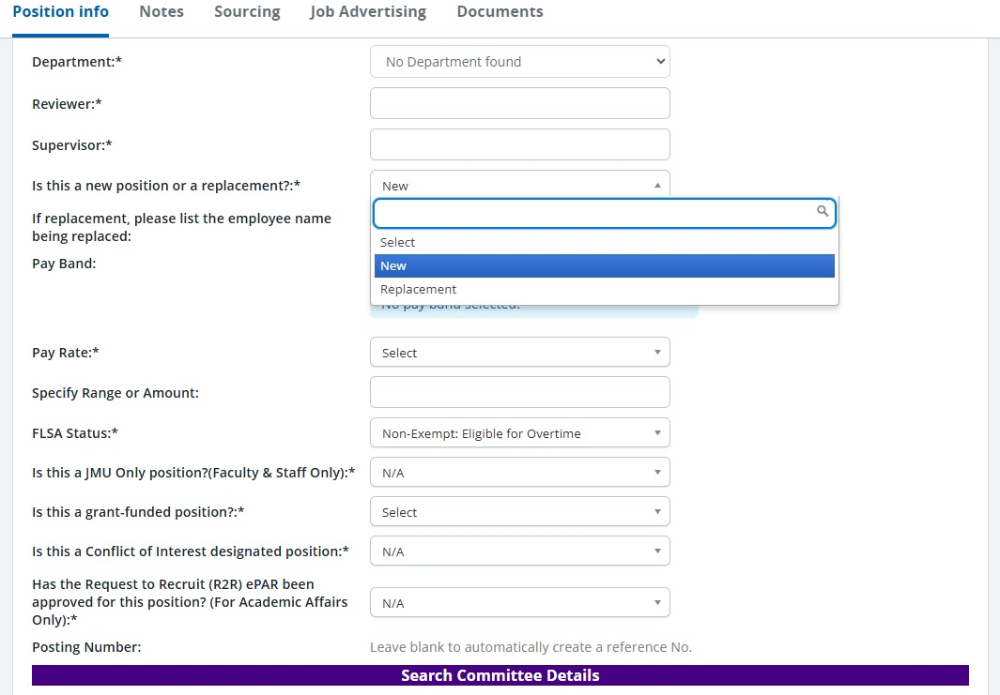 Position info Notes Sourcing Job Advertising Documents
Department:* No Department found
Reviewer:*
Supervisor:*
Is this a new position or a replacement?:* New
If replacement, please list the employee name
being replaced:
Select
New
Replacement
Pay Band:
No pay band selected.
Pay Rate:* Select
Specify Range or Amount:
FLSA Status:* Non-Exempt: Eligible for Overtime
Is this a JMU Only position?(Faculty & Staff Only):* N/A
Is this a grant-funded position?:* Select
Is this a Conflict of Interest designated position:* N/A
Has the Request to Recruit (R2R) ePAR been
approved for this position? (For Academic Affairs
Only):* N/A
Posting Number: Leave blank to automatically create a reference No.
Search Committee Details